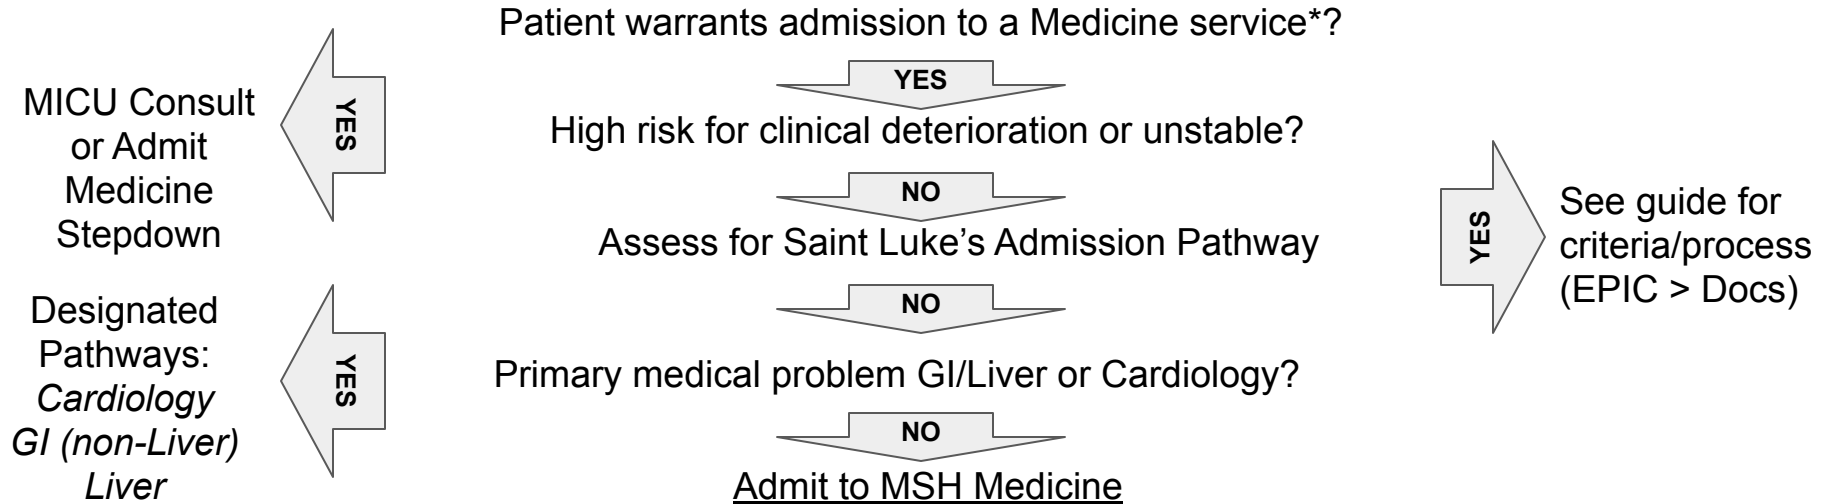 Patient warrants admission to a Medicine service*?
YES
High risk for clinical deterioration or unstable?
YES
MICU Consult
or Admit
Medicine
Stepdown
NO
Assess for Saint Luke’s Admission Pathway
YES
See guide for
criteria/process
(EPIC > Docs)
NO
Primary medical problem GI/Liver or Cardiology?
YES
Designated
Pathways:
Cardiology
GI (non-Liver)
Liver
NO
Admit to MSH Medicine